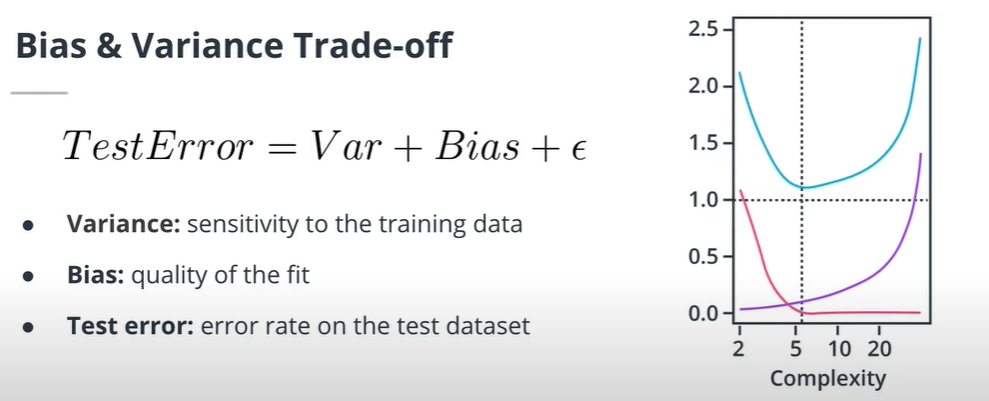 Bias & Variance Trade-off
TestError = Var + Bias + ϵ
● Variance: sensitivity to the training data
● Bias: quality of the fit
● Test error: error rate on the test dataset
2.5
2.0
1.5
1.0
0.5
0.0
2 5 10 20
Complexity